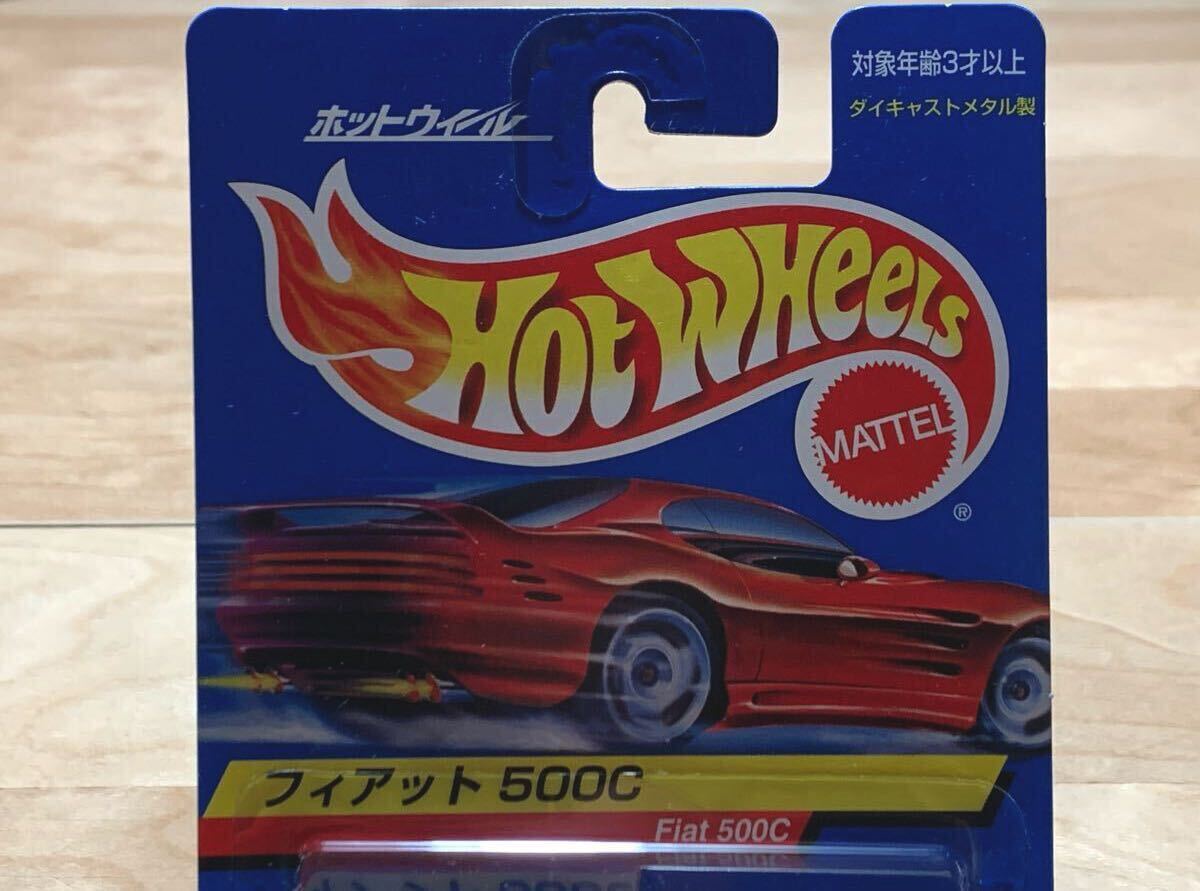 対象年齢3才以上
ダイキャストメタル製
ホットウィール
HOT WHEELS
MATTEL
®
フィアット 500C
Fiat 500C